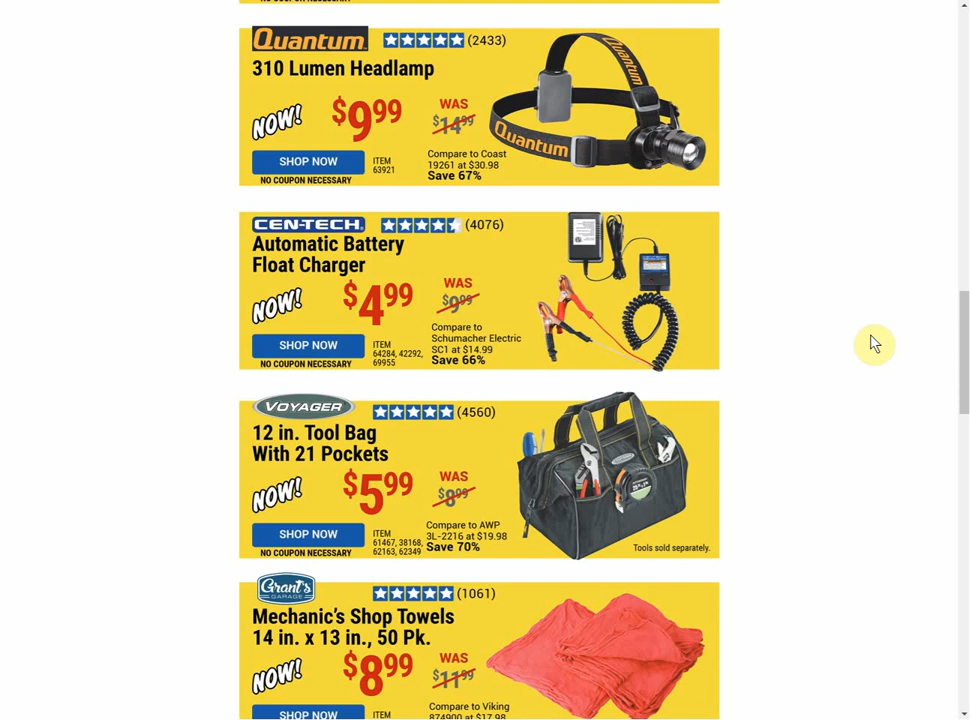 Quantum
(2433)
310 Lumen Headlamp
NOW!
$9.99
WAS
$14.99
SHOP NOW
ITEM
63921
NO COUPON NECESSARY
Compare to Coast
19261 at $30.98
Save 67%
Quantum
Quantum
CEN-TECH.
(4076)
Automatic Battery
Float Charger
NOW!
$4.99
WAS
$9.99
SHOP NOW
ITEM
64284, 42292,
69955
NO COUPON NECESSARY
Compare to
Schumacher Electric
SC1 at $14.99
Save 66%
VOYAGER
(4560)
12 in. Tool Bag
With 21 Pockets
NOW!
$5.99
WAS
$8.99
SHOP NOW
ITEM
61467, 38168,
62163, 62349
NO COUPON NECESSARY
Compare to AWP
3L-2216 at $19.98
Save 70%
Tools sold separately.
Grant's
GARAGE
(1061)
Mechanic's Shop Towels
14 in. x 13 in., 50 Pk.
NOW!
$8.99
WAS
$11.99
SHOP NOW
ITEM
Compare to Viking
874900 at $17.98